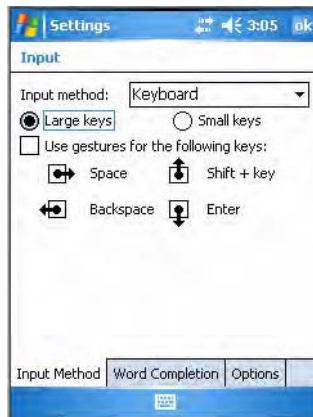 Settings 3:05 ok
Input
Input method: Keyboard
Large keys Small keys
Use gestures for the following keys:
Space Shift + key
Backspace Enter
Input Method Word Completion Options